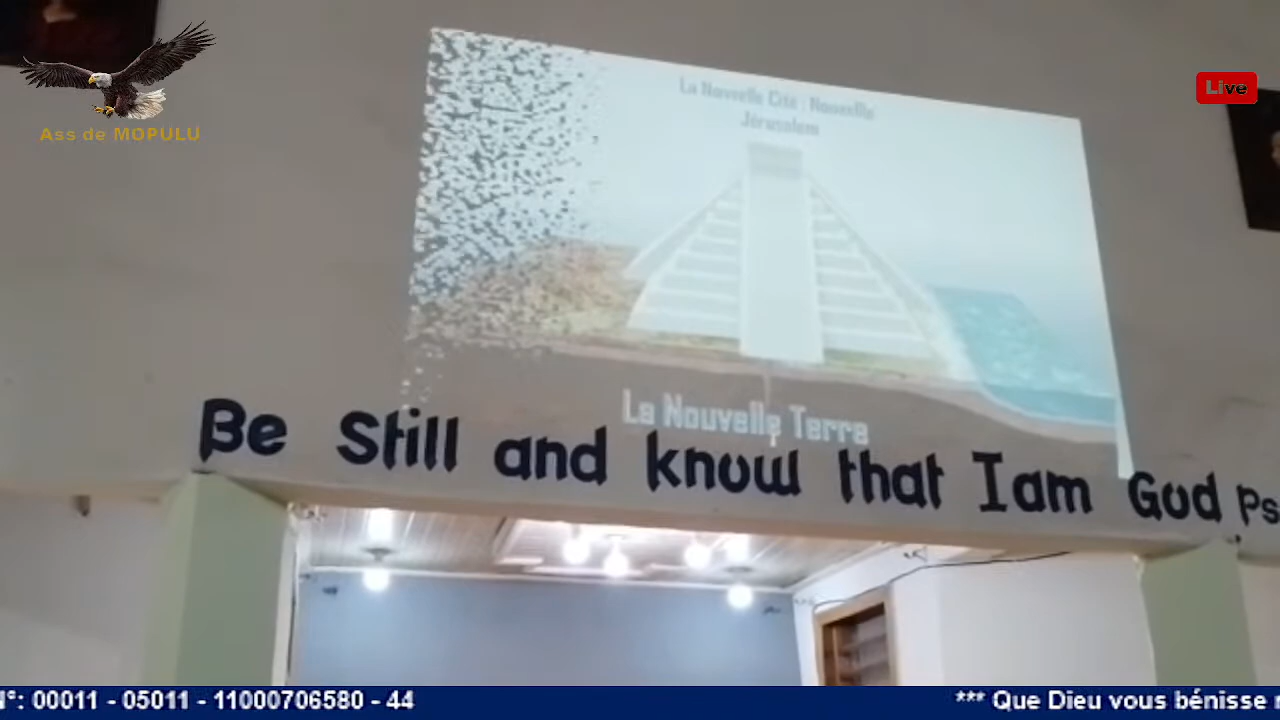 Ass de MOPULU
Live
La Nouvelle Cité : Nouvelle
Jérusalem
La Nouvelle Terre
Be Still and know that I am God Ps
N°: 00011 - 05011 - 11000706580 - 44
*** Que Dieu vous bénisse